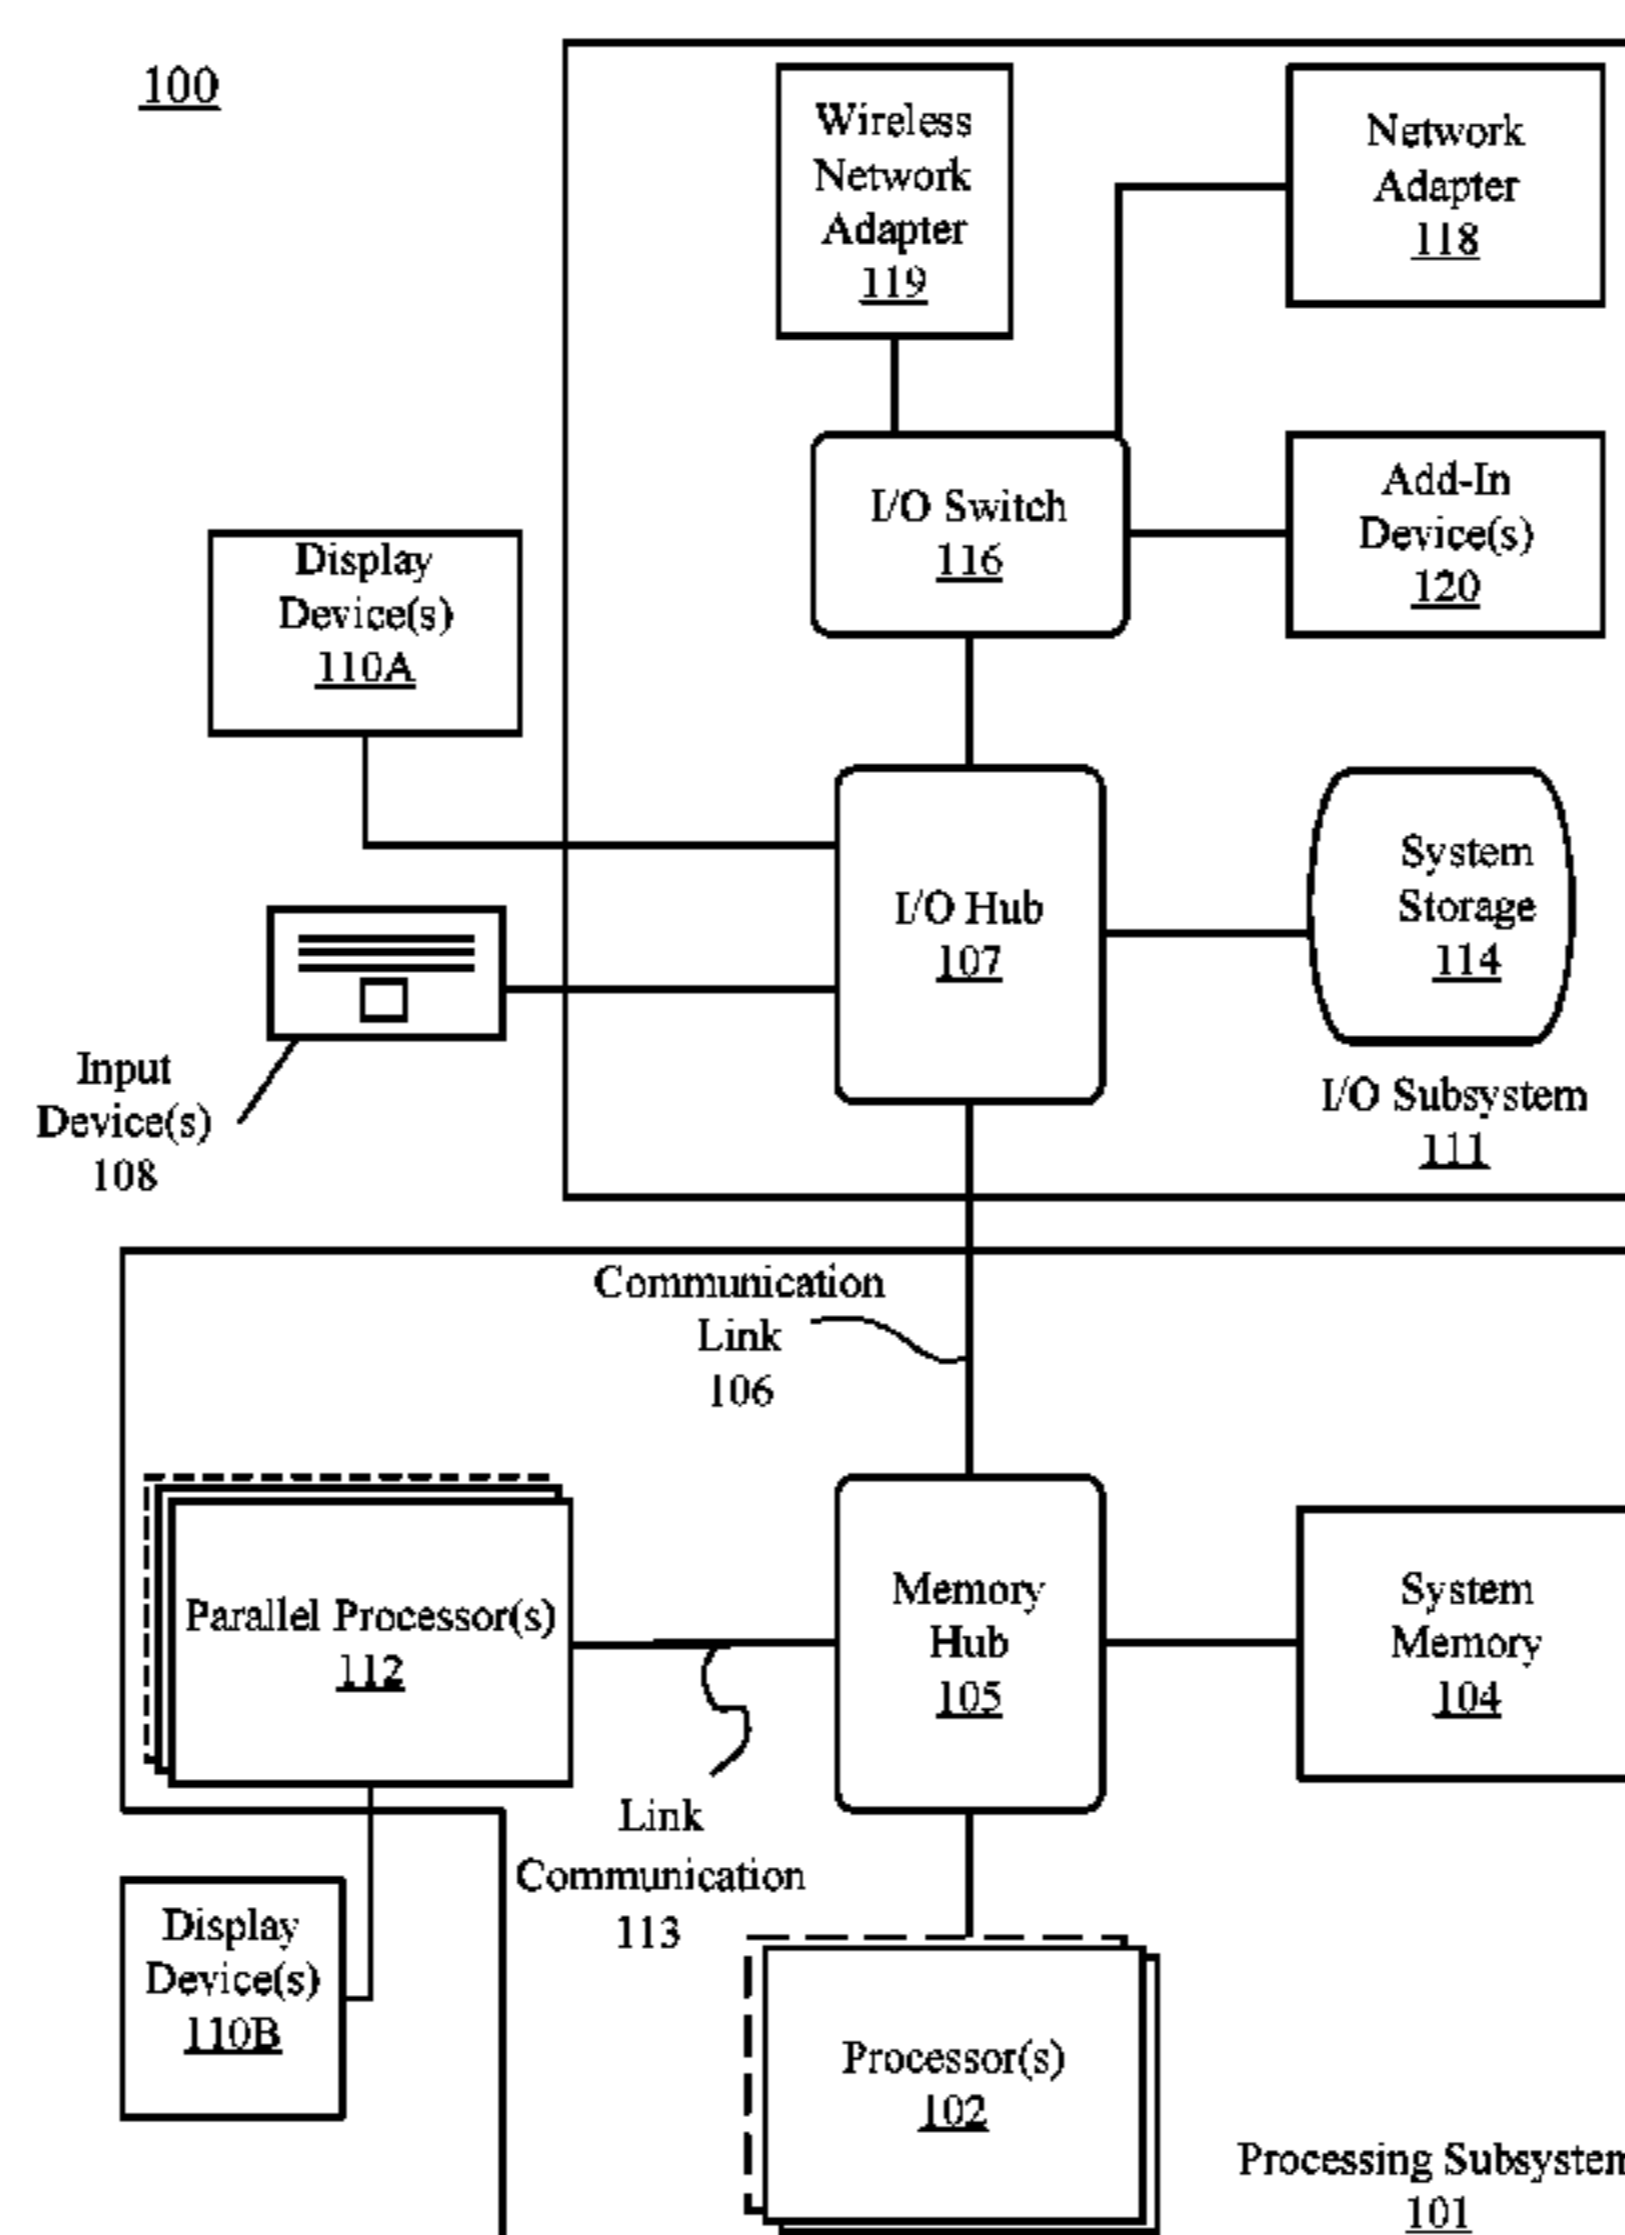 100
Wireless
Network
Adapter
119
Network
Adapter
118
I/O Switch
116
Add-In
Device(s)
120
Display
Device(s)
110A
I/O Hub
107
System
Storage
114
Input
Device(s)
108
I/O Subsystem
111
Communication
Link
106
Parallel Processor(s)
112
Memory
Hub
105
System
Memory
104
Link
Communication
113
Display
Device(s)
110B
Processor(s)
102
Processing Subsystem
101